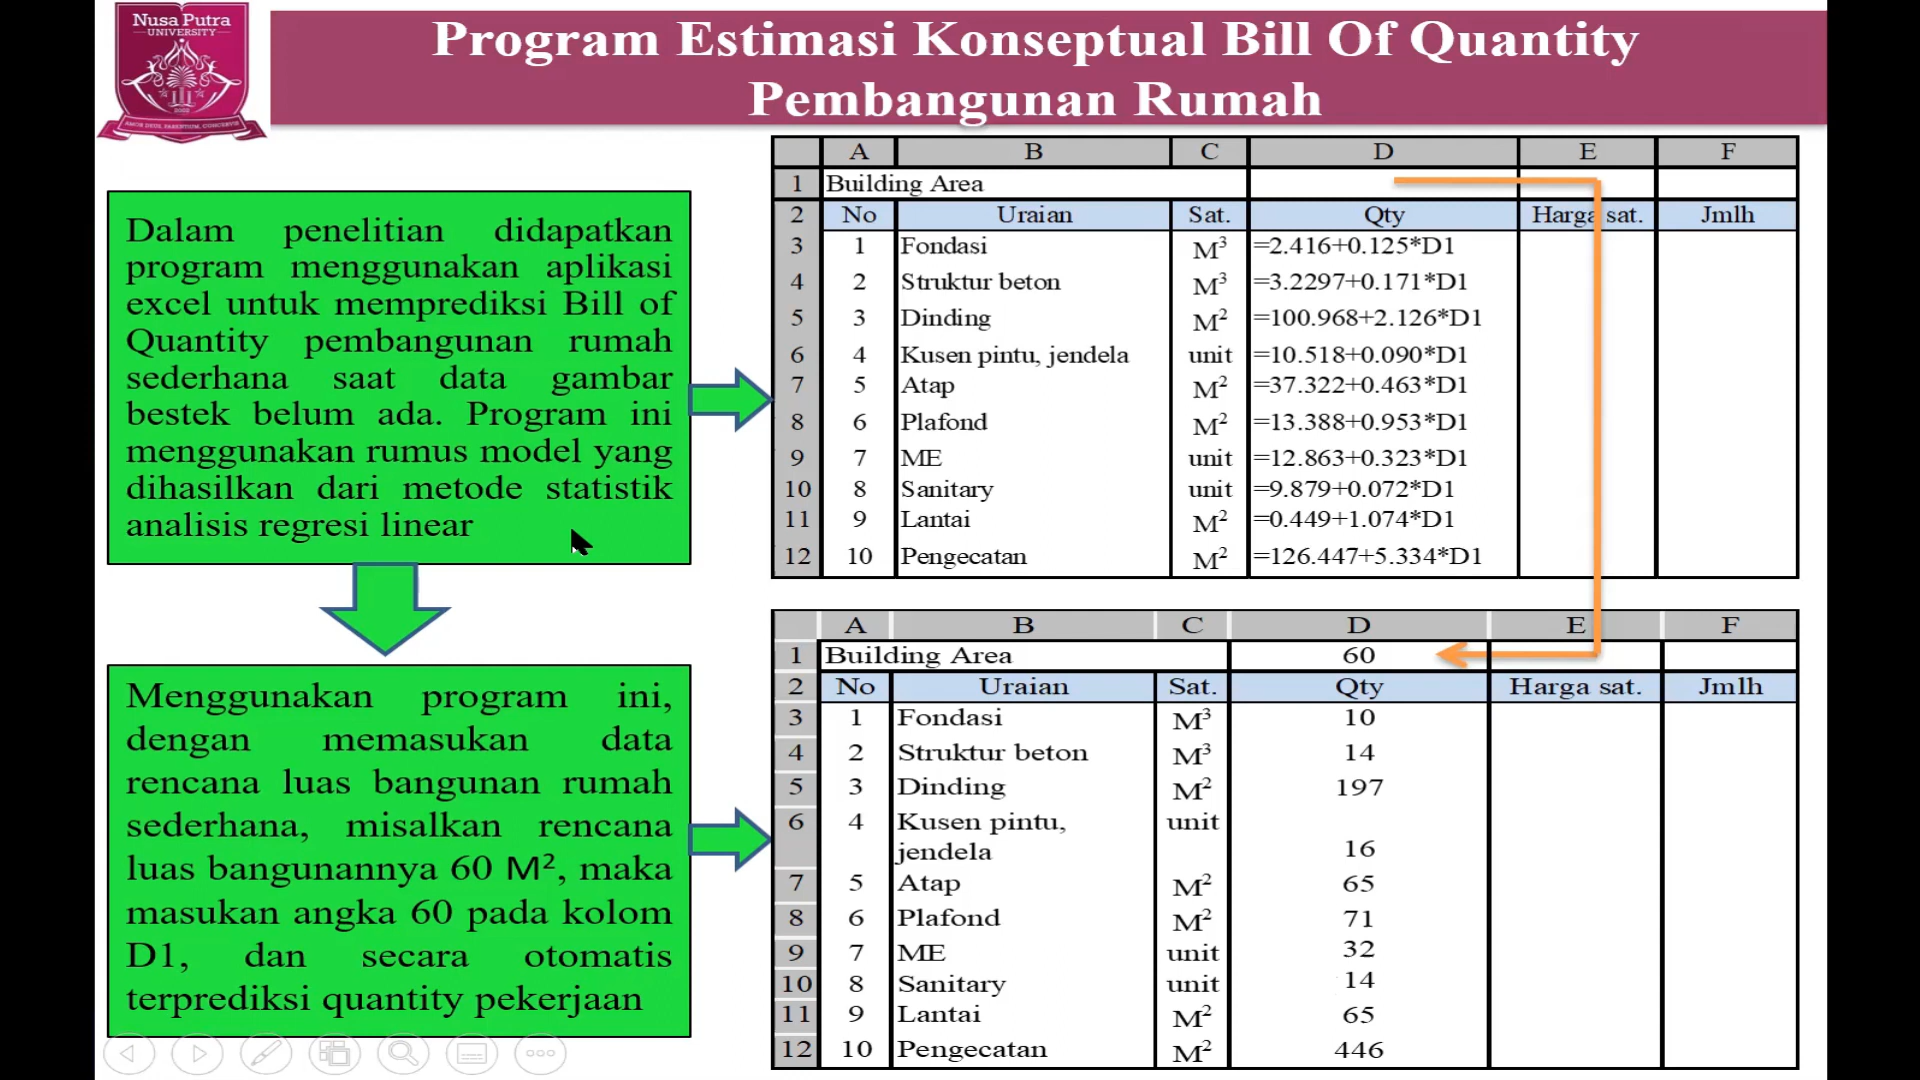 Nusa Putra
UNIVERSITY
AMOR DEUS, PARENTIUM, CONCERVIS
Program Estimasi Konseptual Bill Of Quantity
Pembangunan Rumah
Dalam penelitian didapatkan
program menggunakan aplikasi
excel untuk memprediksi Bill of
Quantity pembangunan rumah
sederhana saat data gambar
bestek belum ada. Program ini
menggunakan rumus model yang
dihasilkan dari metode statistik
analisis regresi linear
A B C D E F
1 Building Area
2 No Uraian Sat. Qty Harga sat. Jmlh
3 1 Fondasi M³ =2.416+0.125*D1
4 2 Struktur beton M³ =3.2297+0.171*D1
5 3 Dinding M² =100.968+2.126*D1
6 4 Kusen pintu, jendela unit =10.518+0.090*D1
7 5 Atap M² =37.322+0.463*D1
8 6 Plafond M² =13.388+0.953*D1
9 7 ME unit =12.863+0.323*D1
10 8 Sanitary unit =9.879+0.072*D1
11 9 Lantai M² =0.449+1.074*D1
12 10 Pengecatan M² =126.447+5.334*D1
Menggunakan program ini,
dengan memasukan data
rencana luas bangunan rumah
sederhana, misalkan rencana
luas bangunannya 60 M², maka
masukan angka 60 pada kolom
D1, dan secara otomatis
terprediksi quantity pekerjaan
A B C D E F
1 Building Area 60
2 No Uraian Sat. Qty Harga sat. Jmlh
3 1 Fondasi M³ 10
4 2 Struktur beton M³ 14
5 3 Dinding M² 197
6 4 Kusen pintu, unit
jendela 16
7 5 Atap M² 65
8 6 Plafond M² 71
9 7 ME unit 32
10 8 Sanitary unit 14
11 9 Lantai M² 65
12 10 Pengecatan M² 446